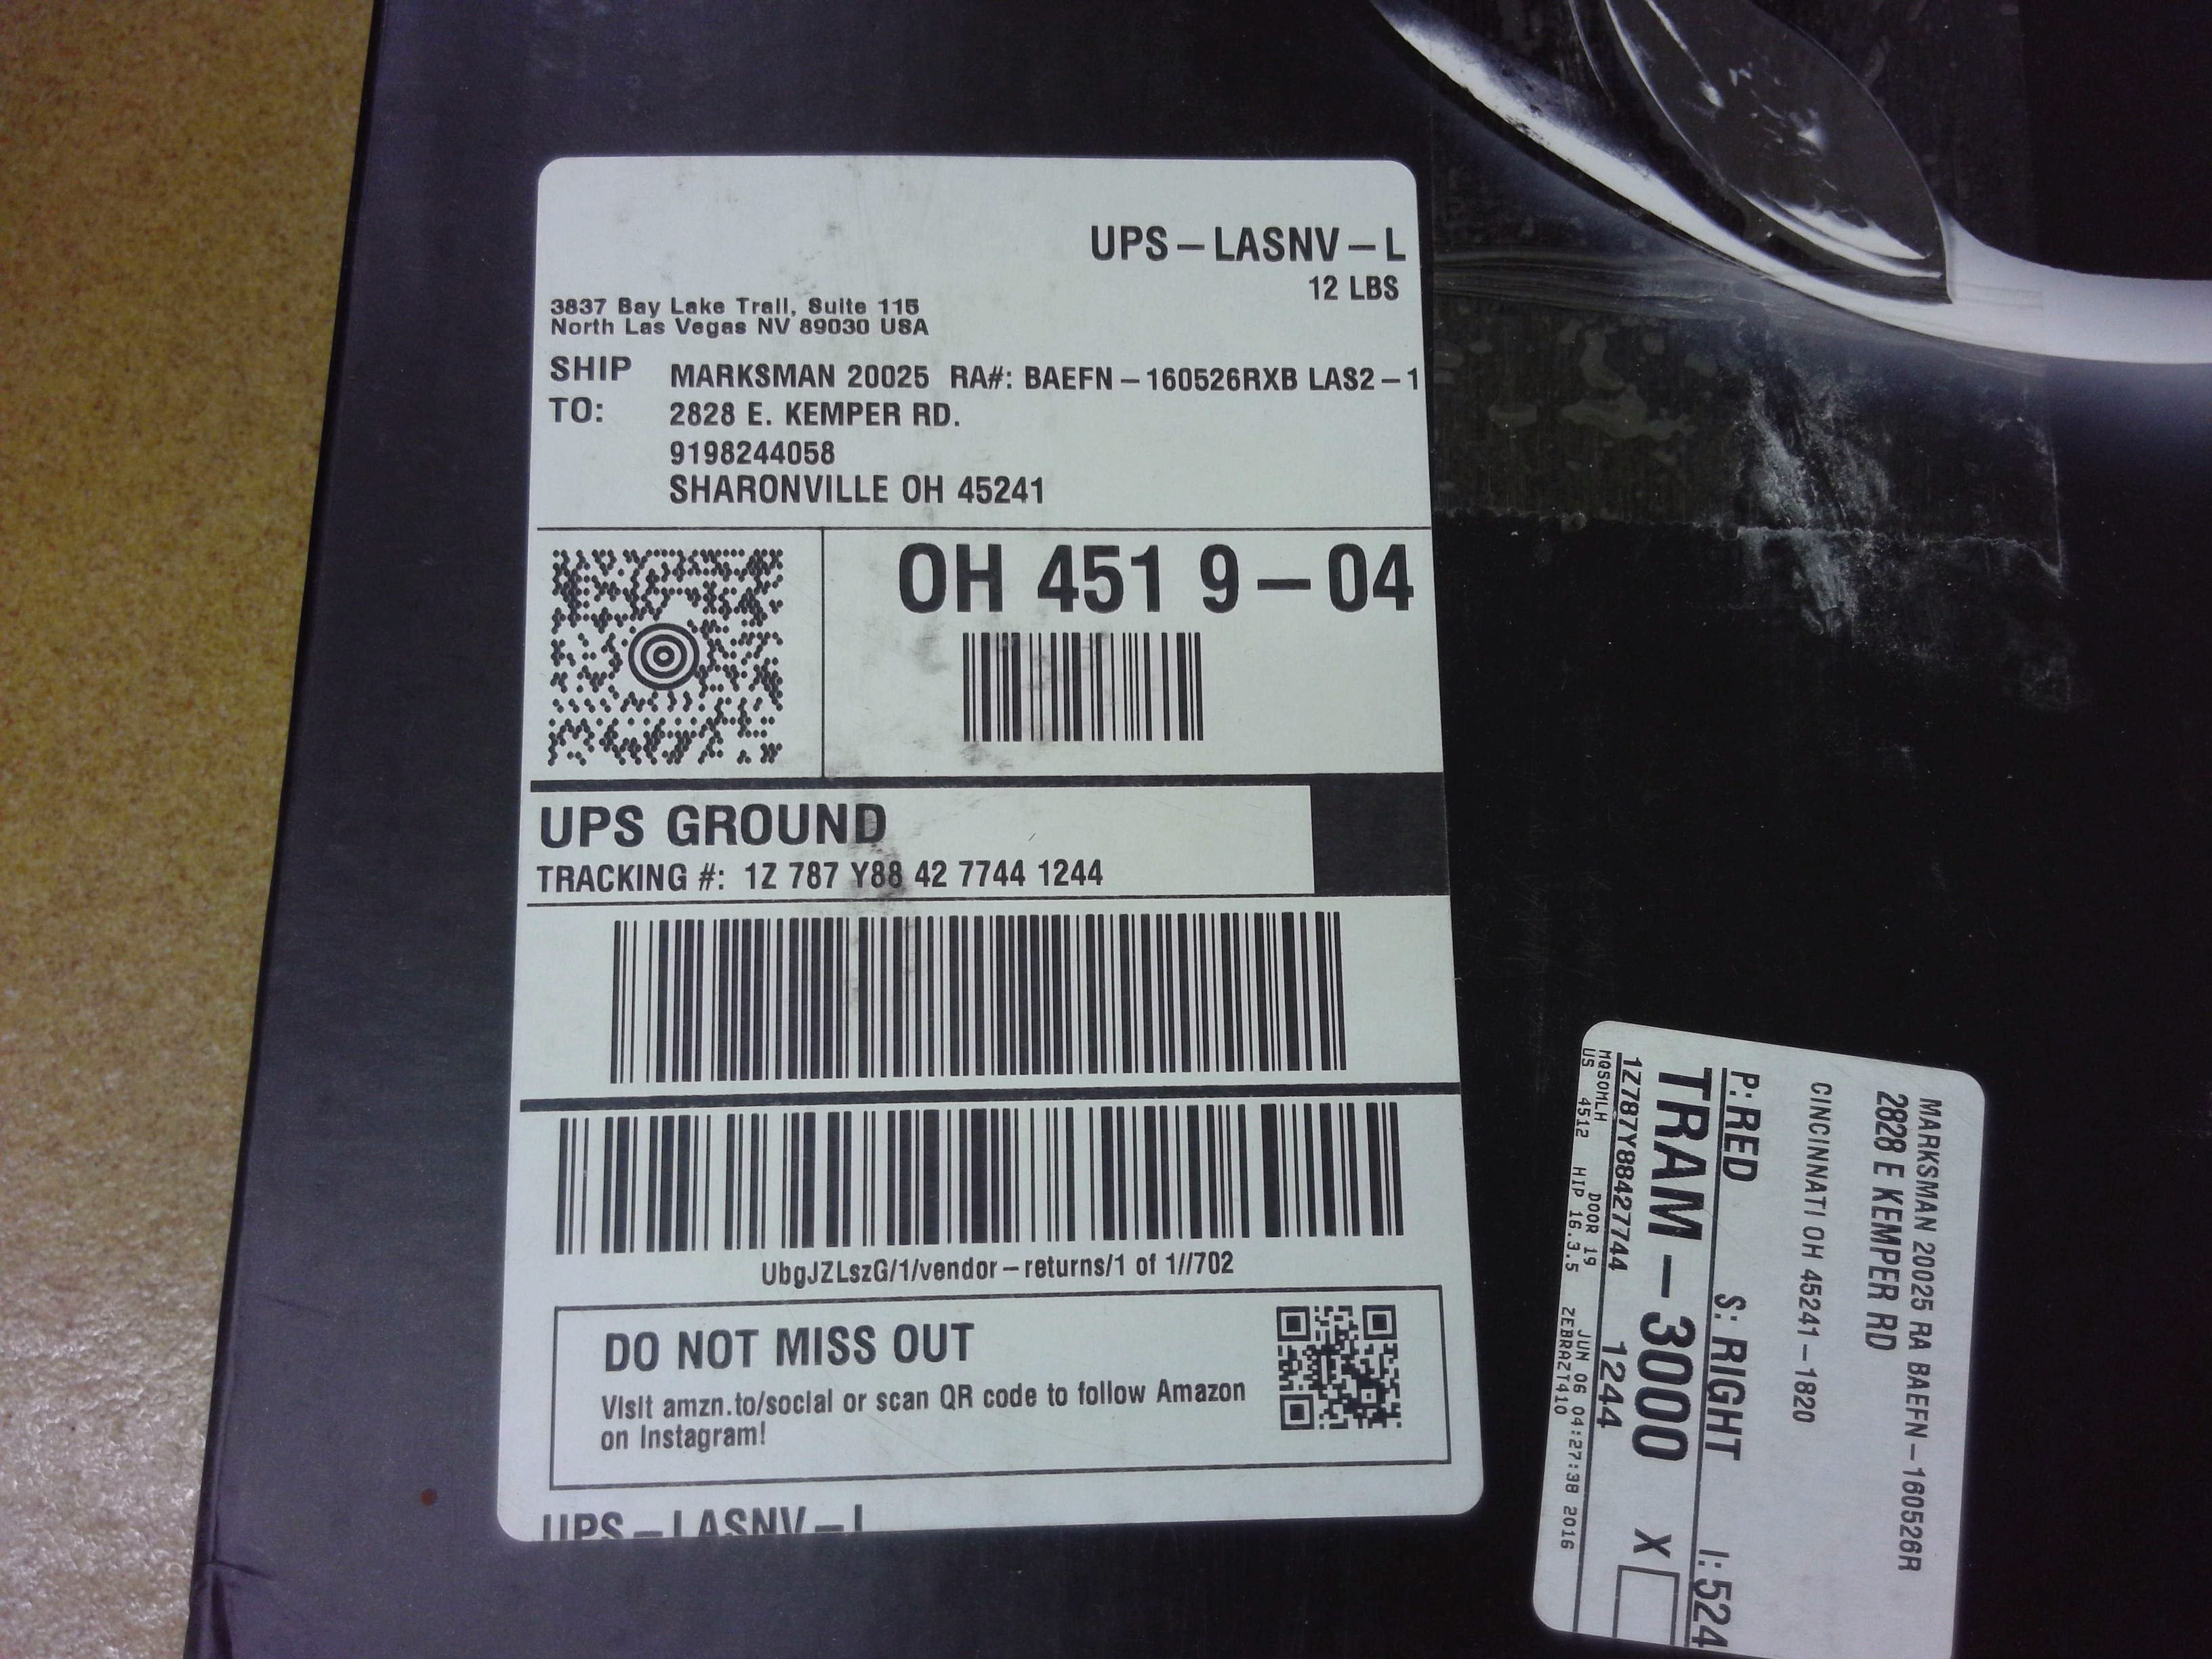 UPS-LASNV-L
12 LBS
3837 Bay Lake Trail, Suite 115
North Las Vegas NV 89030 USA
SHIP TO:
MARKSMAN 20025 RA#: BAEFN-160526RXB LAS2-1
2828 E. KEMPER RD.
9198244058
SHARONVILLE OH 45241
OH 451 9-04
UPS GROUND
TRACKING #: 1Z 787 Y88 42 7744 1244
UbgJZLszG/1/vendor-returns/1 of 1//702
DO NOT MISS OUT
Visit amzn.to/social or scan QR code to follow Amazon
on Instagram!
UPS-LASNV-L
MARKSMAN 20025 RA BAEFN-160526R
2828 E KEMPER RD
CINCINNATI OH 45241-1820
P:RED S: RIGHT I:524
TRAM-3000 X
1Z787Y88427744 1244
MQSOHLH DOOR 19 JUN 06 04:27:38 2016
US 4512 HIP 16.3.5 ZEBRAZT410